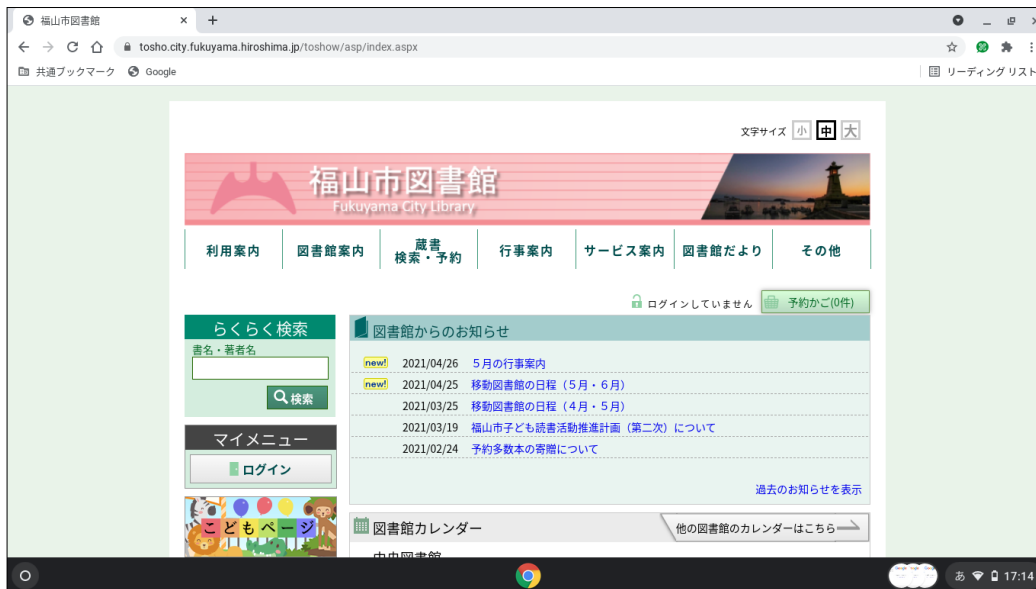 福山市図書館
tosho.city.fukuyama.hiroshima.jp/toshow/asp/index.aspx
共通ブックマーク Google リーディング リスト
文字サイズ 小 中 大
福山市図書館
Fukuyama City Library
利用案内 図書館案内 蔵書検索・予約 行事案内 サービス案内 図書館だより その他
ログインしていません 予約かご(0件)
らくらく検索
書名・著者名
検索
マイメニュー
ログイン
こどもページ
図書館からのお知らせ
new! 2021/04/26 5月の行事案内
new! 2021/04/25 移動図書館の日程（5月・6月）
2021/03/25 移動図書館の日程（4月・5月）
2021/03/19 福山市子ども読書活動推進計画（第二次）について
2021/02/24 予約多数本の寄贈について
過去のお知らせを表示
図書館カレンダー 他の図書館のカレンダーはこちら
中央図書館
あ 17:14